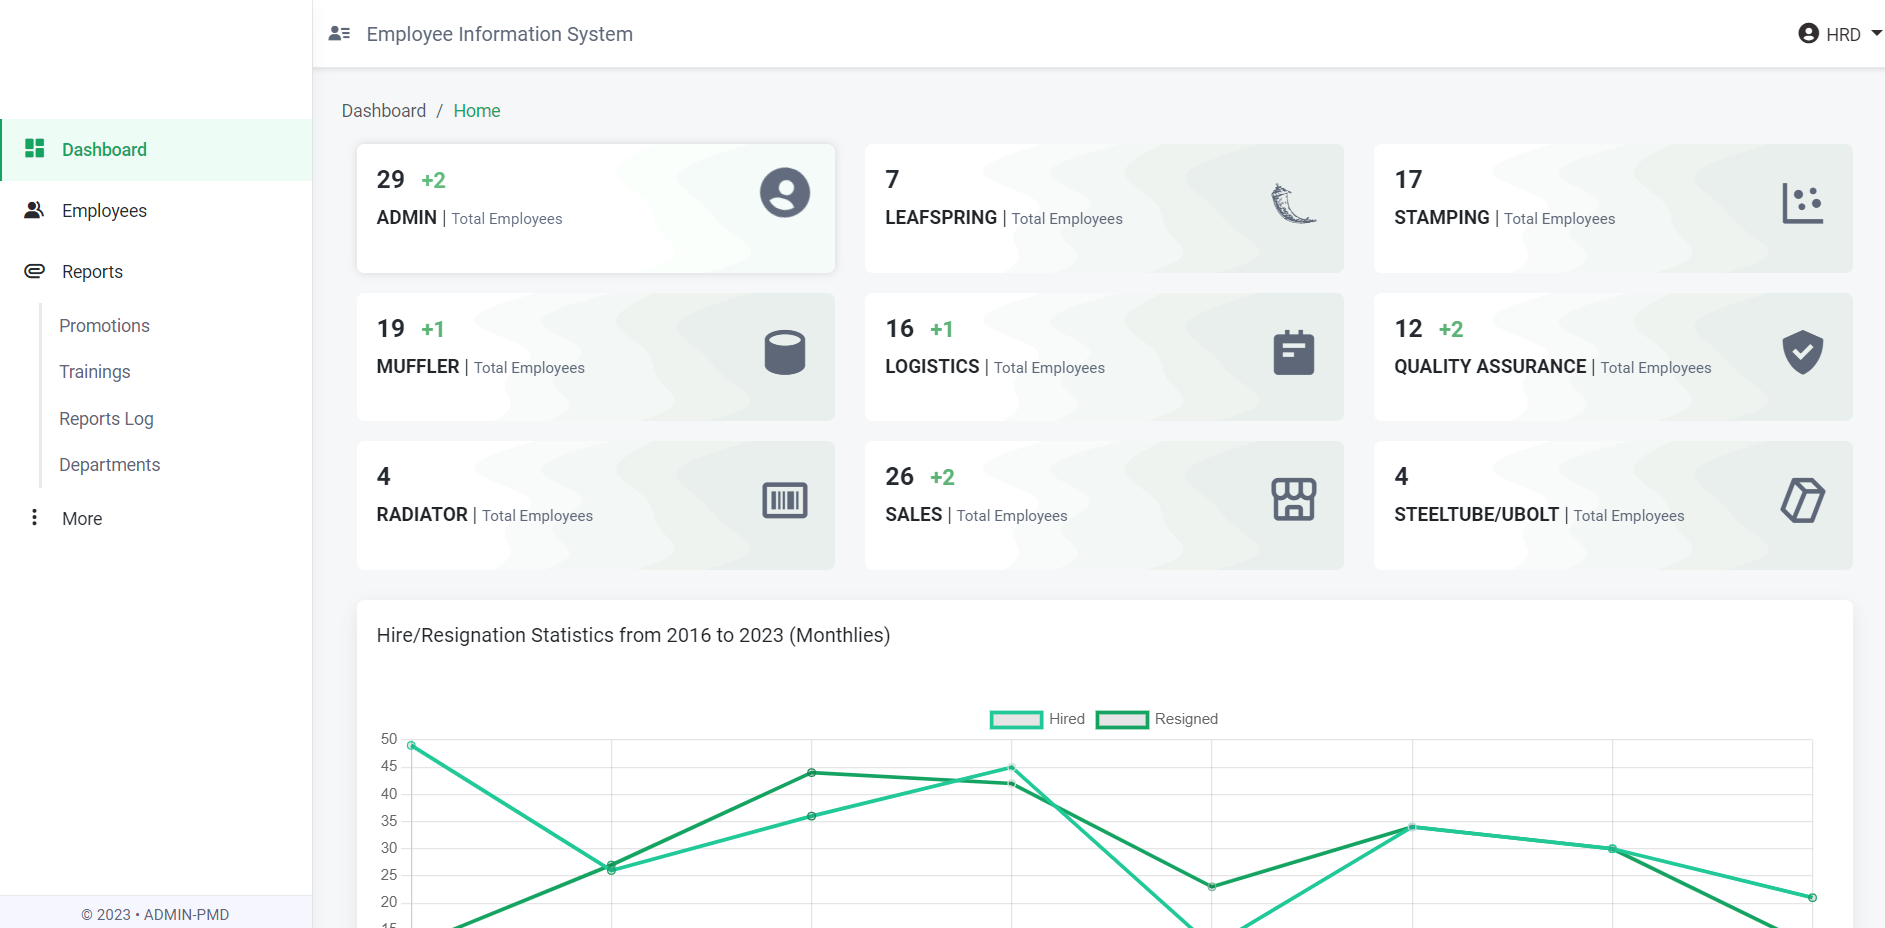 Employee Information System
HRD
Dashboard
Employees
Reports
Promotions
Trainings
Reports Log
Departments
More
© 2023 • ADMIN-PMD
Dashboard / Home
29 +2
ADMIN | Total Employees
7
LEAFSPRING | Total Employees
17
STAMPING | Total Employees
19 +1
MUFFLER | Total Employees
16 +1
LOGISTICS | Total Employees
12 +2
QUALITY ASSURANCE | Total Employees
4
RADIATOR | Total Employees
26 +2
SALES | Total Employees
4
STEELTUBE/UBOLT | Total Employees
Hire/Resignation Statistics from 2016 to 2023 (Monthlies)
Hired
Resigned
50
45
40
35
30
25
20
15